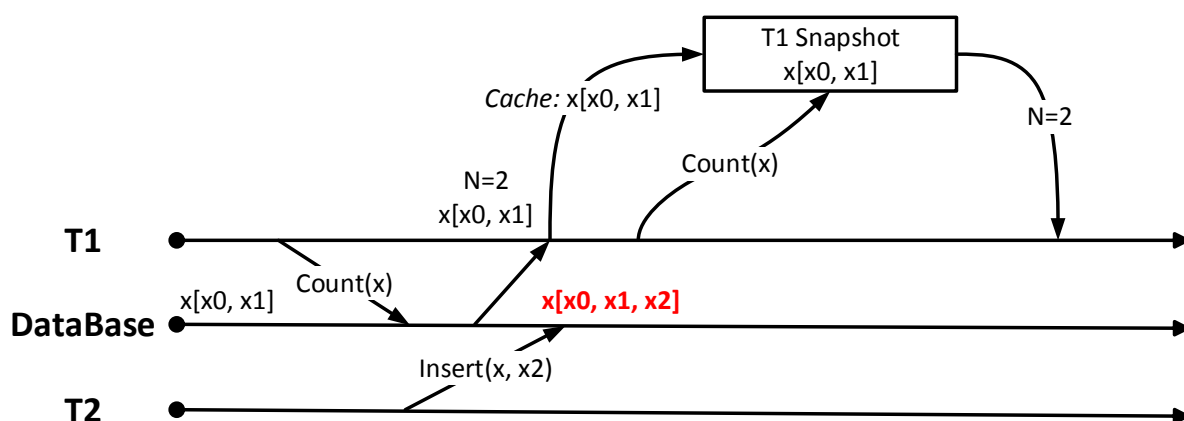 T1 Snapshot
x[x0, x1]
Cache: x[x0, x1]
N=2
Count(x)
N=2
x[x0, x1]
T1
Count(x)
x[x0, x1]
x[x0, x1, x2]
DataBase
Insert(x, x2)
T2